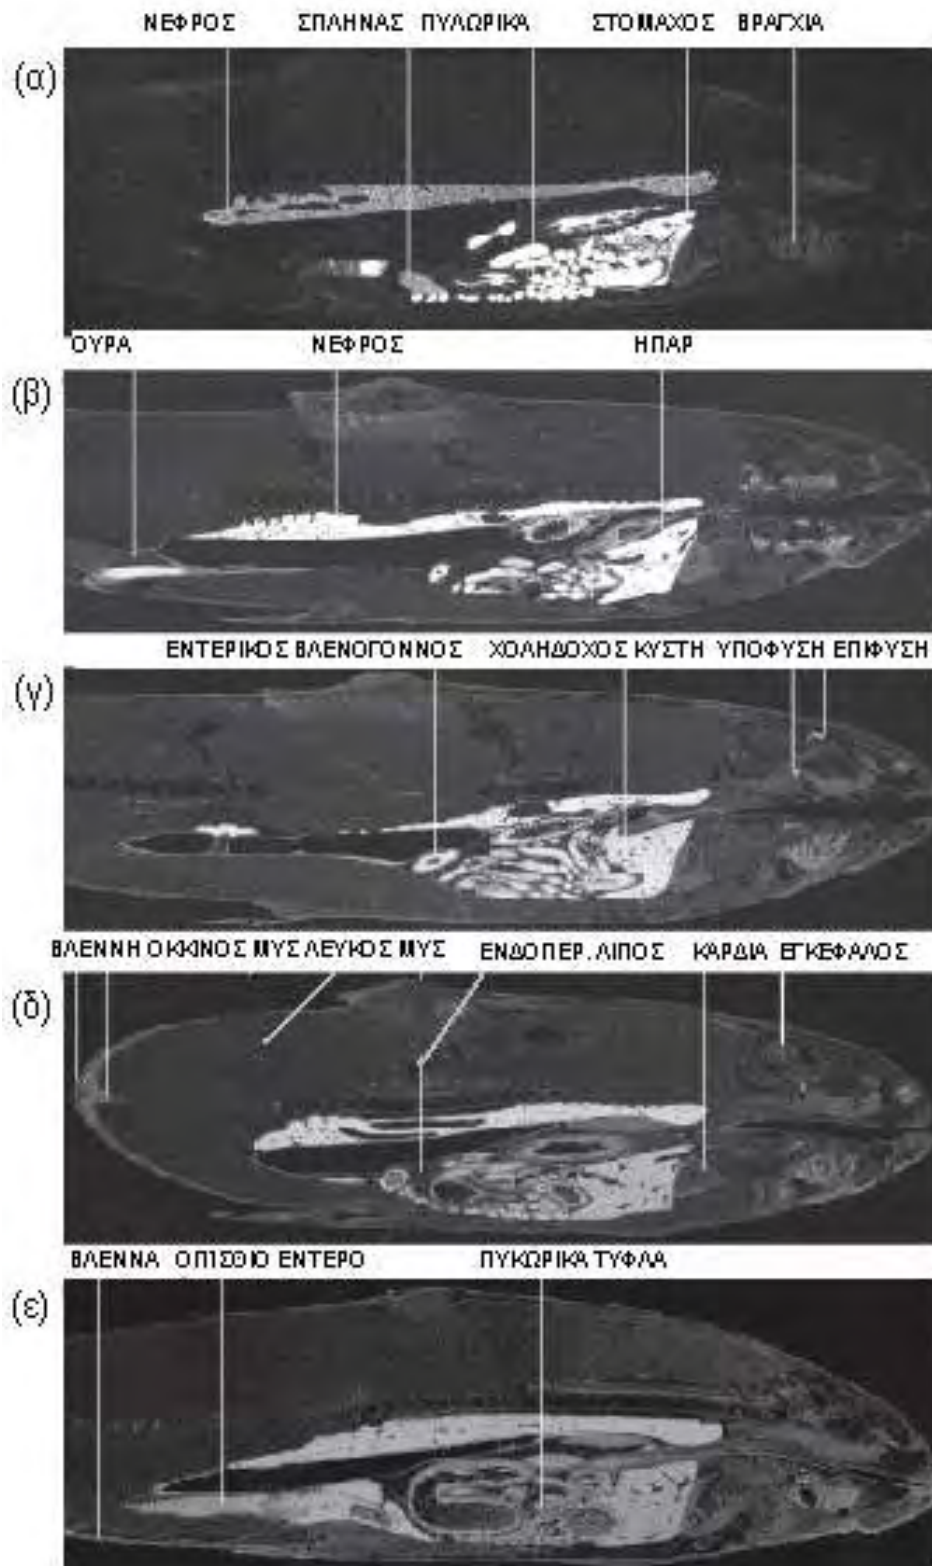 ΝΕΦΡΟΣ ΣΠΛΗΝΑΣ ΠΥΛΩΡΙΚΑ ΣΤΟΜΑΧΟΣ ΒΡΑΓΧΙΑ
(α)
ΟΥΡΑ ΝΕΦΡΟΣ ΗΠΑΡ
(β)
ΕΝΤΕΡΙΚΟΣ ΒΛΕΝΟΓΟΝΝΟΣ ΧΟΛΗΔΟΧΟΣ ΚΥΣΤΗ ΥΠΟΦΥΣΗ ΕΠΙΦΥΣΗ
(γ)
ΒΛΕΝΝΗ ΟΚΚΙΝΟΣ ΜΥΣ ΛΕΥΚΟΣ ΜΥΣ ΕΝΔΟΠΕΡ. ΛΙΠΟΣ ΚΑΡΔΙΑ ΕΓΚΕΦΑΛΟΣ
(δ)
ΒΛΕΝΝΑ ΟΠΙΣΘΙΟ ΕΝΤΕΡΟ ΠΥΚΩΡΙΚΑ ΤΥΦΛΑ
(ε)